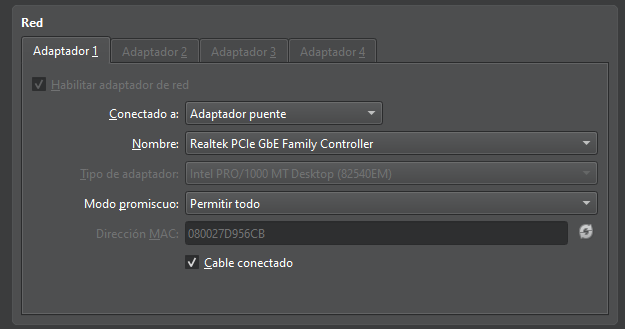 Red
Adaptador 1 Adaptador 2 Adaptador 3 Adaptador 4
Habilitar adaptador de red
Conectado a: Adaptador puente
Nombre: Realtek PCIe GbE Family Controller
Tipo de adaptador: Intel PRO/1000 MT Desktop (82540EM)
Modo promiscuo: Permitir todo
Dirección MAC: 080027D956CB
Cable conectado